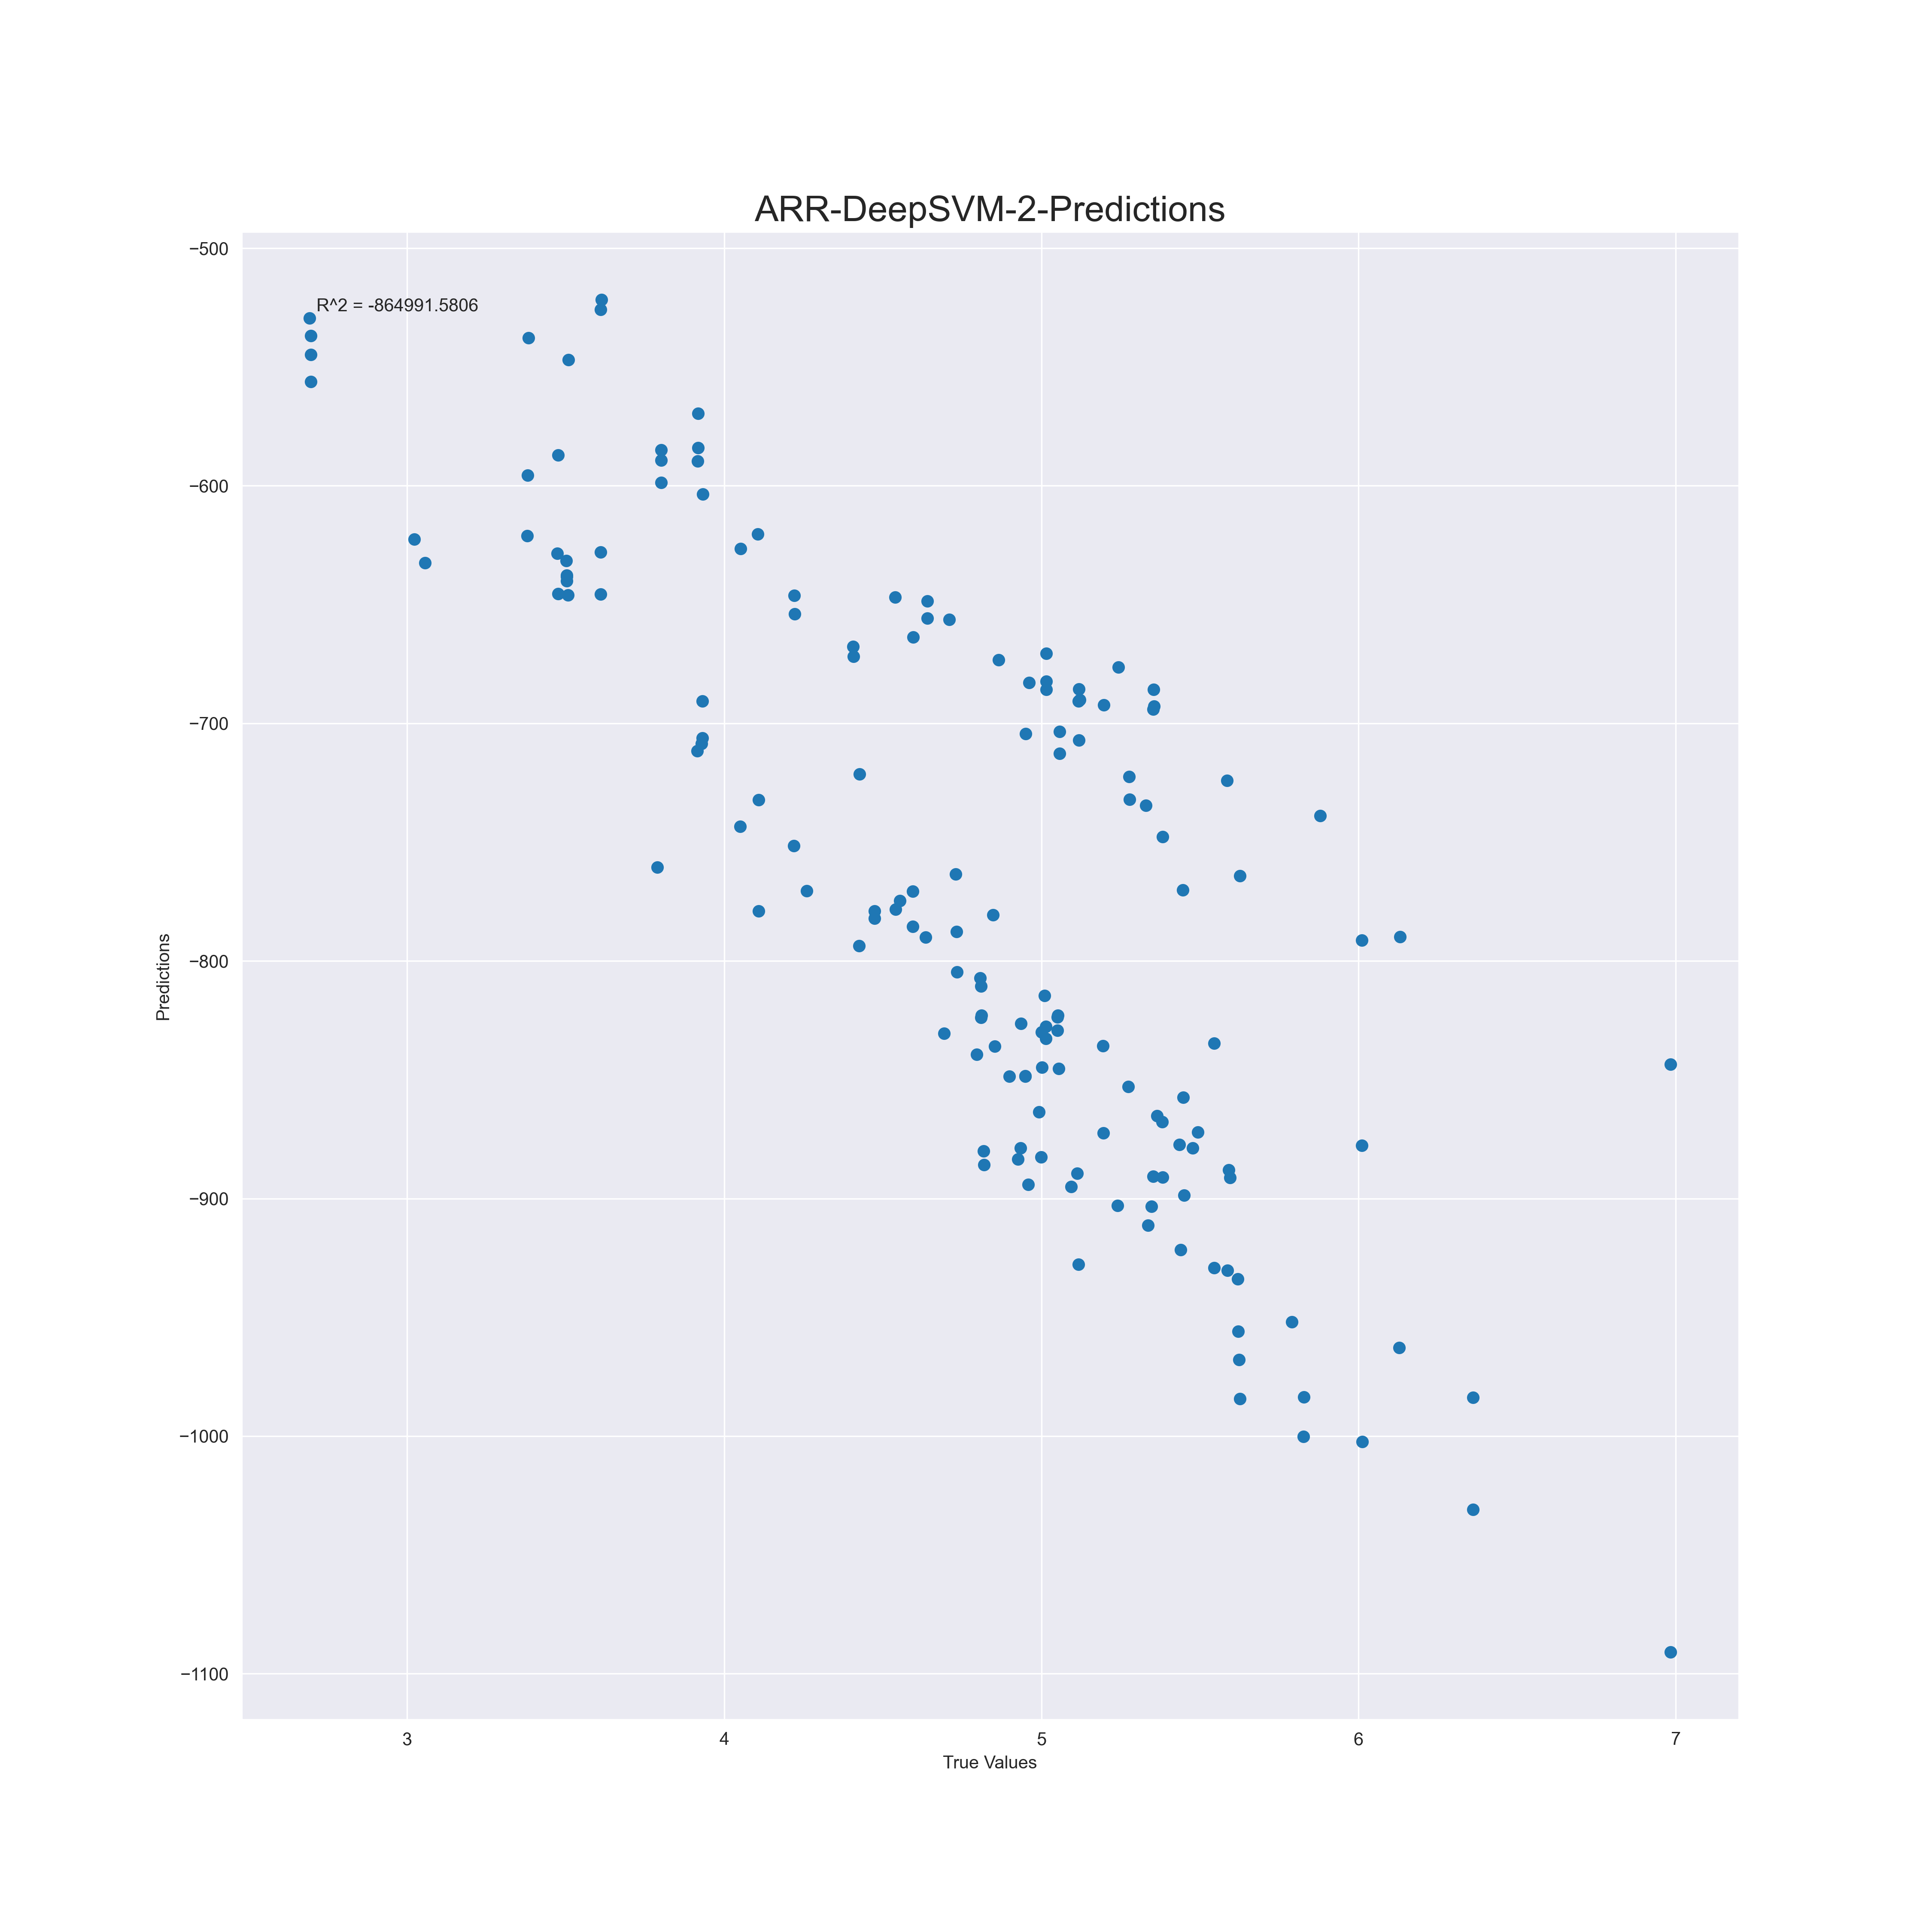 ARR-DeepSVM-2-Predictions
R^2 = -864991.5806
−500
−600
−700
−800
−900
−1000
−1100
Predictions
3 4 5 6 7
True Values